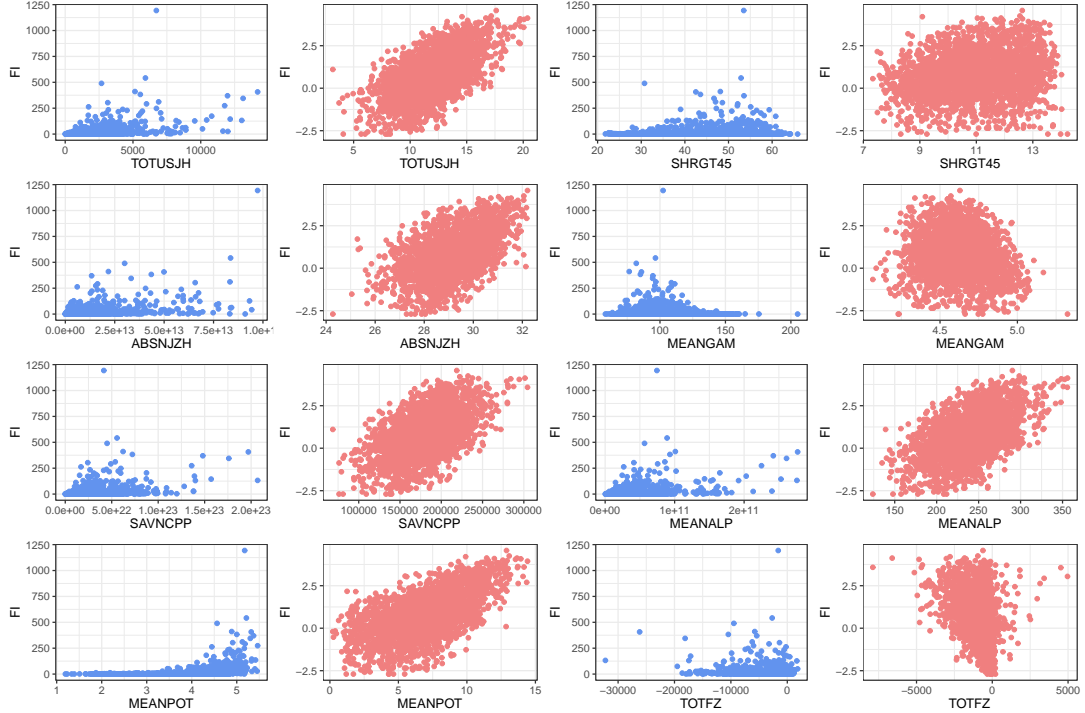 1250
1000
750
500
250
0
FI
0 5000 10000
TOTUSJH
2.5
0.0
−2.5
FI
5 10 15 20
TOTUSJH
1250
1000
750
500
250
0
FI
20 30 40 50 60
SHRGT45
2.5
0.0
−2.5
FI
7 9 11 13
SHRGT45
1250
1000
750
500
250
0
FI
0.0e+00 2.5e+13 5.0e+13 7.5e+13
ABSNJZH
2.5
0.0
−2.5
FI
24 26 28 30 32
ABSNJZH
1250
1000
750
500
250
0
FI
100 150 200
MEANGAM
2.5
0.0
−2.5
FI
4.5 5.0
MEANGAM
1250
1000
750
500
250
0
FI
0.0e+00 5.0e+22 1.0e+23 1.5e+23 2.0e+23
SAVNCPP
2.5
0.0
−2.5
FI
100000 150000 200000 250000 300000
SAVNCPP
1250
1000
750
500
250
0
FI
0e+00 1e+11 2e+11
MEANALP
2.5
0.0
−2.5
FI
150 200 250 300 350
MEANALP
1250
1000
750
500
250
0
FI
1 2 3 4 5
MEANPOT
2.5
0.0
−2.5
FI
0 5 10 15
MEANPOT
1250
1000
750
500
250
0
FI
−30000 −20000 −10000 0
TOTFZ
2.5
0.0
−2.5
FI
−5000 0 5000
TOTFZ